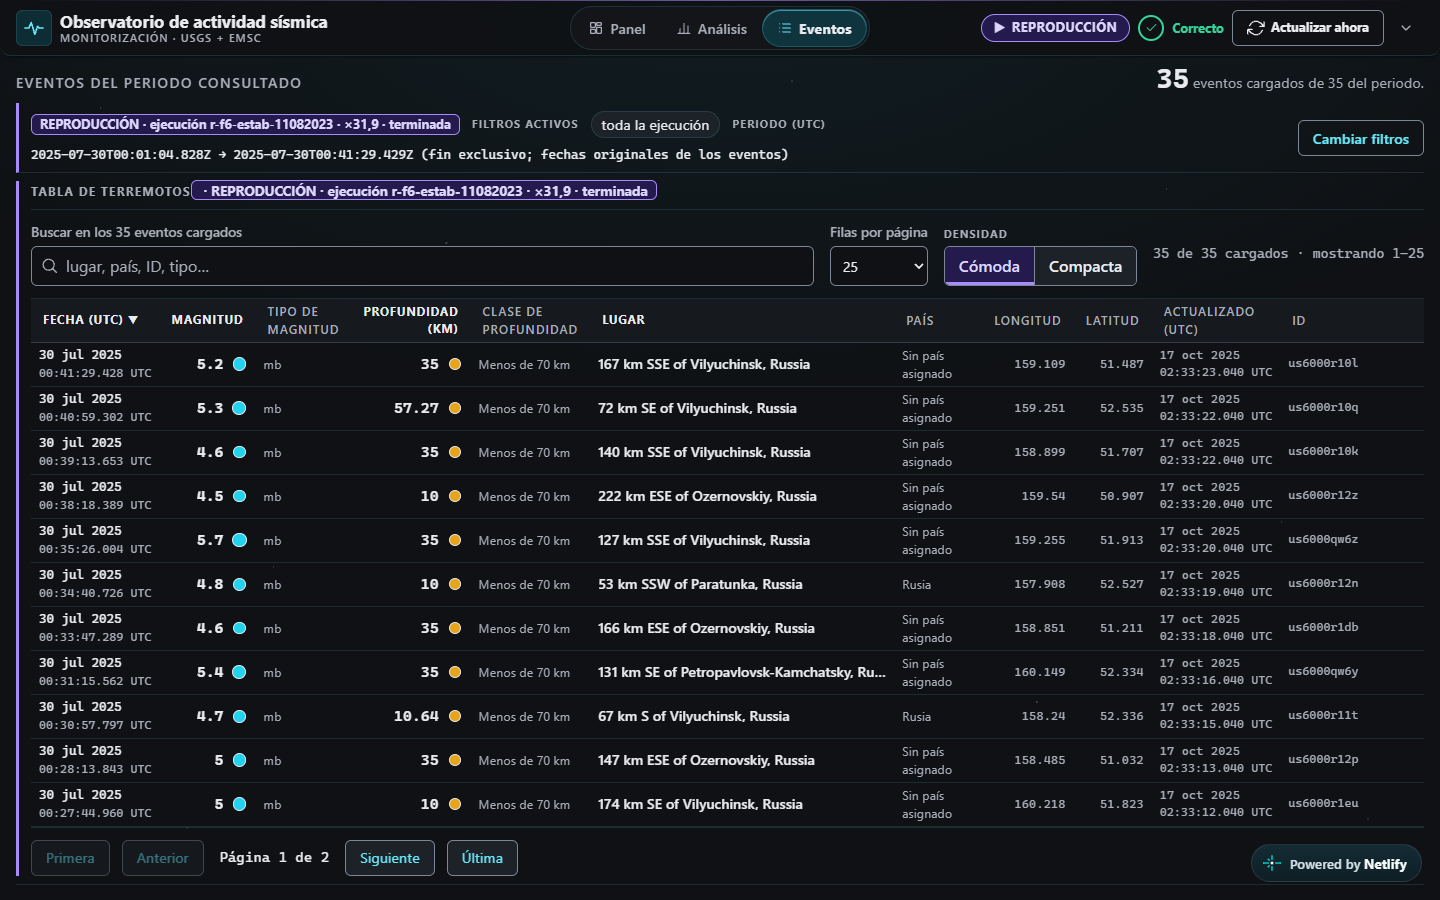 Observatorio de actividad sísmica
MONITORIZACIÓN · USGS + EMSC
Panel
Análisis
Eventos
REPRODUCCIÓN
Correcto
Actualizar ahora
EVENTOS DEL PERIODO CONSULTADO
35 eventos cargados de 35 del periodo.
REPRODUCCIÓN · ejecución r-f6-estab-11082023 · ×31,9 · terminada
FILTROS ACTIVOS
toda la ejecución
PERIODO (UTC)
2025-07-30T00:01:04.828Z → 2025-07-30T00:41:29.429Z (fin exclusivo; fechas originales de los eventos)
Cambiar filtros
TABLA DE TERREMOTOS · REPRODUCCIÓN · ejecución r-f6-estab-11082023 · ×31,9 · terminada
Buscar en los 35 eventos cargados
lugar, país, ID, tipo...
Filas por página
25
DENSIDAD
Cómoda
Compacta
35 de 35 cargados · mostrando 1–25
FECHA (UTC) ▼ MAGNITUD TIPO DE MAGNITUD PROFUNDIDAD (KM) CLASE DE PROFUNDIDAD LUGAR PAÍS LONGITUD LATITUD ACTUALIZADO (UTC) ID
30 jul 2025 00:41:29.428 UTC 5.2 mb 35 Menos de 70 km 167 km SSE of Vilyuchinsk, Russia Sin país asignado 159.109 51.487 17 oct 2025 02:33:23.040 UTC us6000r10l
30 jul 2025 00:40:59.302 UTC 5.3 mb 57.27 Menos de 70 km 72 km SE of Vilyuchinsk, Russia Sin país asignado 159.251 52.535 17 oct 2025 02:33:22.040 UTC us6000r10q
30 jul 2025 00:39:13.653 UTC 4.6 mb 35 Menos de 70 km 140 km SSE of Vilyuchinsk, Russia Sin país asignado 158.899 51.707 17 oct 2025 02:33:22.040 UTC us6000r10k
30 jul 2025 00:38:18.389 UTC 4.5 mb 10 Menos de 70 km 222 km ESE of Ozernovskiy, Russia Sin país asignado 159.54 50.907 17 oct 2025 02:33:20.040 UTC us6000r12z
30 jul 2025 00:35:26.004 UTC 5.7 mb 35 Menos de 70 km 127 km SSE of Vilyuchinsk, Russia Sin país asignado 159.255 51.913 17 oct 2025 02:33:20.040 UTC us6000qw6z
30 jul 2025 00:34:40.726 UTC 4.8 mb 10 Menos de 70 km 53 km SSW of Paratunka, Russia Rusia 157.908 52.527 17 oct 2025 02:33:19.040 UTC us6000r12n
30 jul 2025 00:33:47.289 UTC 4.6 mb 35 Menos de 70 km 166 km ESE of Ozernovskiy, Russia Sin país asignado 158.851 51.211 17 oct 2025 02:33:18.040 UTC us6000r1db
30 jul 2025 00:31:15.562 UTC 5.4 mb 35 Menos de 70 km 131 km SE of Petropavlovsk-Kamchatsky, Ru... Sin país asignado 160.149 52.334 17 oct 2025 02:33:16.040 UTC us6000qw6y
30 jul 2025 00:30:57.797 UTC 4.7 mb 10.64 Menos de 70 km 67 km S of Vilyuchinsk, Russia Rusia 158.24 52.336 17 oct 2025 02:33:15.040 UTC us6000r11t
30 jul 2025 00:28:13.843 UTC 5 mb 35 Menos de 70 km 147 km ESE of Ozernovskiy, Russia Sin país asignado 158.485 51.032 17 oct 2025 02:33:13.040 UTC us6000r12p
30 jul 2025 00:27:44.960 UTC 5 mb 10 Menos de 70 km 174 km SE of Vilyuchinsk, Russia Sin país asignado 160.218 51.823 17 oct 2025 02:33:12.040 UTC us6000r1eu
Primera
Anterior
Página 1 de 2
Siguiente
Última
Powered by Netlify